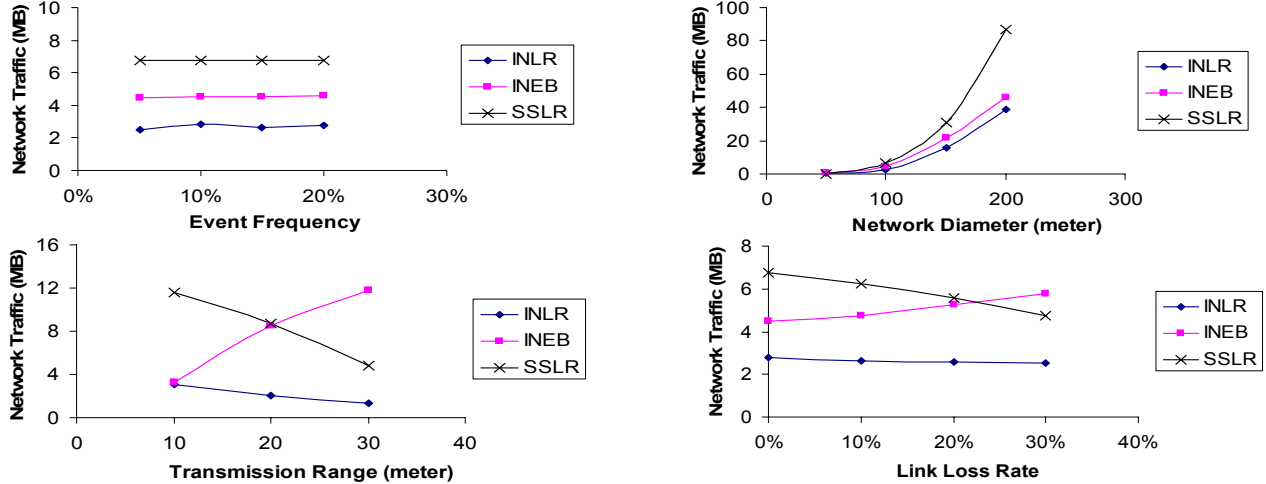 Network Traffic (MB)
10
8
6
4
2
0
0%
10%
20%
30%
Event Frequency
INLR
INEB
SSLR
Network Traffic (MB)
100
80
60
40
20
0
0
100
200
300
Network Diameter (meter)
INLR
INEB
SSLR
Network Traffic (MB)
16
12
8
4
0
0
10
20
30
40
Transmission Range (meter)
INLR
INEB
SSLR
Network Traffic (MB)
8
6
4
2
0
0%
10%
20%
30%
40%
Link Loss Rate
INLR
INEB
SSLR